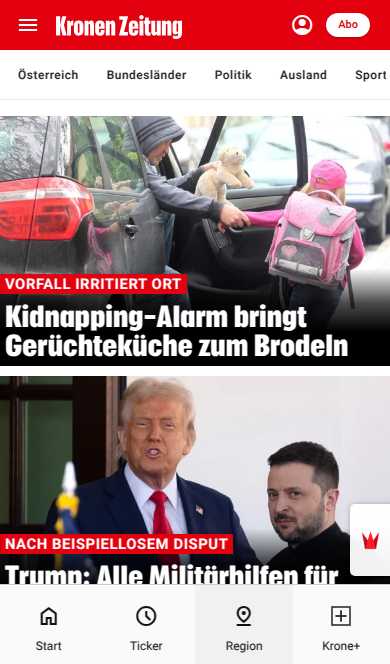 Kronen Zeitung
Abo
Österreich Bundesländer Politik Ausland Sport
VORFALL IRRITIERT ORT
Kidnapping-Alarm bringt
Gerüchteküche zum Brodeln
NACH BEISPIELLOSEM DISPUT
Trump: Alle Militärhilfen für
Start Ticker Region Krone+